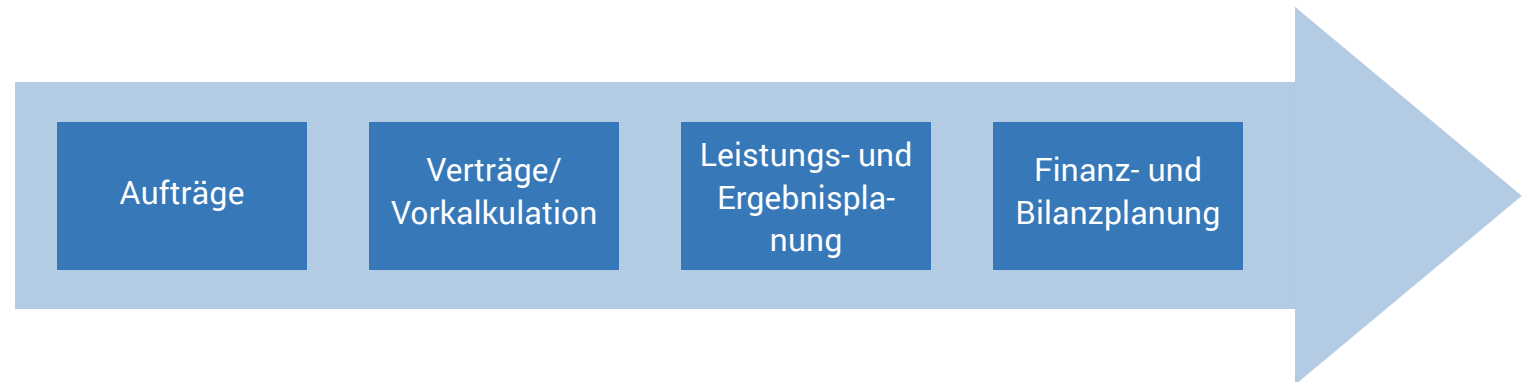 Aufträge
Verträge/
Vorkalkulation
Leistungs- und
Ergebnispla-
nung
Finanz- und
Bilanzplanung